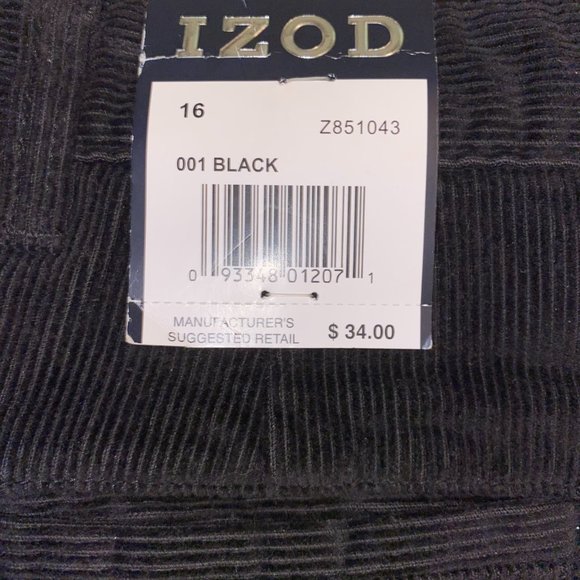 IZOD
16
Z851043
001 BLACK
0 93348 01207 1
MANUFACTURER'S
SUGGESTED RETAIL
$ 34.00